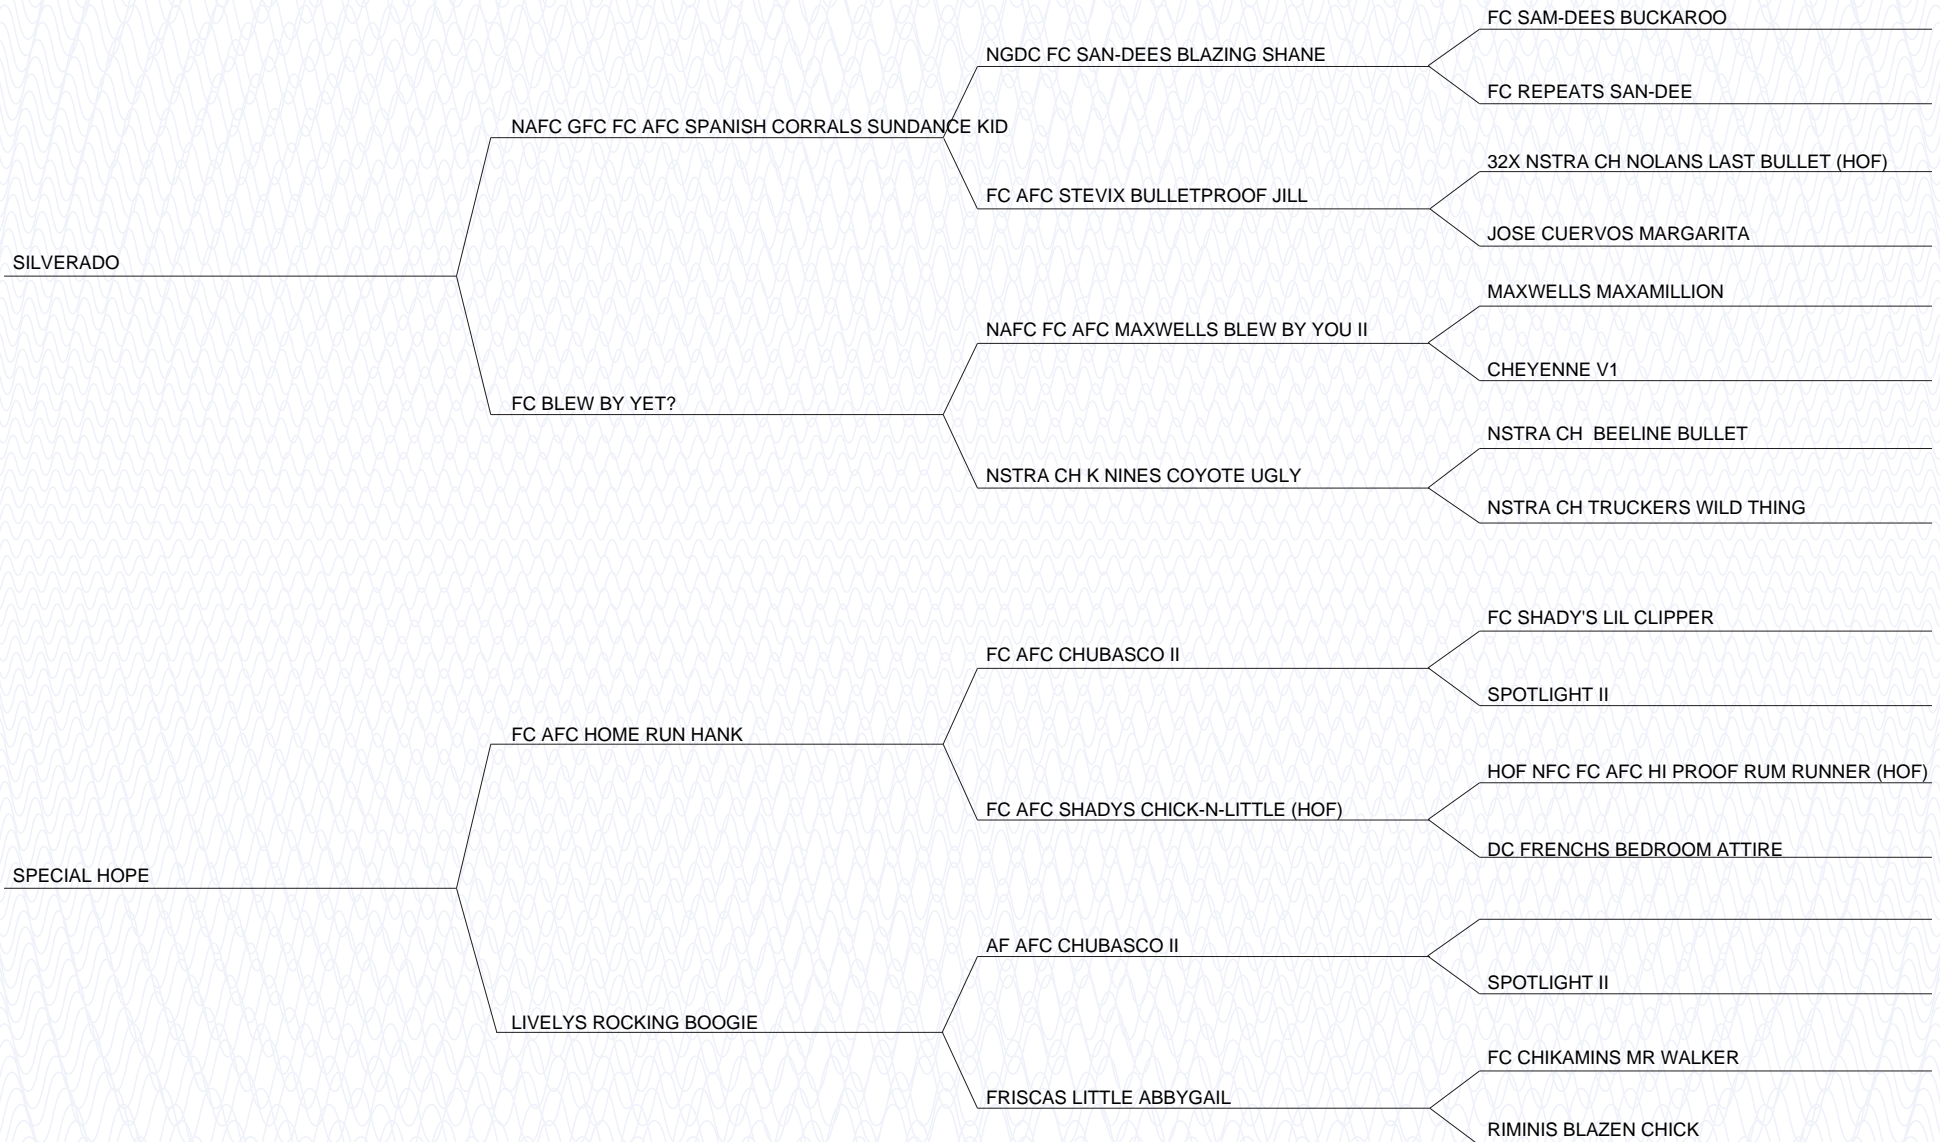 FC SAM-DEES BUCKAROO
NGDC FC SAN-DEES BLAZING SHANE
FC REPEATS SAN-DEE
NAFC GFC FC AFC SPANISH CORRALS SUNDANCE KID
32X NSTRA CH NOLANS LAST BULLET (HOF)
FC AFC STEVIX BULLETPROOF JILL
JOSE CUERVOS MARGARITA
SILVERADO
MAXWELLS MAXAMILLION
NAFC FC AFC MAXWELLS BLEW BY YOU II
CHEYENNE V1
FC BLEW BY YET?
NSTRA CH  BEELINE BULLET
NSTRA CH K NINES COYOTE UGLY
NSTRA CH TRUCKERS WILD THING
FC SHADY'S LIL CLIPPER
FC AFC CHUBASCO II
SPOTLIGHT II
FC AFC HOME RUN HANK
HOF NFC FC AFC HI PROOF RUM RUNNER (HOF)
FC AFC SHADYS CHICK-N-LITTLE (HOF)
DC FRENCHS BEDROOM ATTIRE
SPECIAL HOPE
AF AFC CHUBASCO II
SPOTLIGHT II
LIVELYS ROCKING BOOGIE
FC CHIKAMINS MR WALKER
FRISCAS LITTLE ABBYGAIL
RIMINIS BLAZEN CHICK